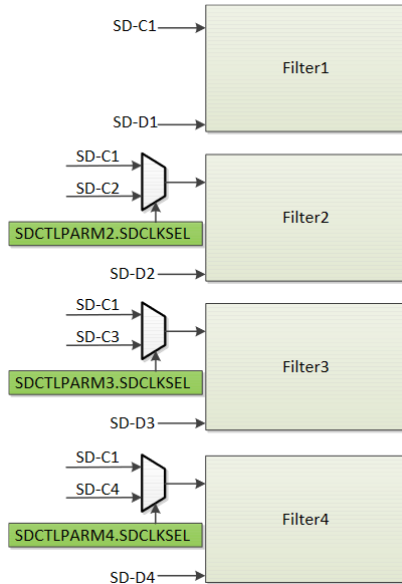 SD-C1
Filter1
SD-D1
SD-C1
SD-C2
Filter2
SDCTLPARM2.SDCLKSEL
SD-D2
SD-C1
SD-C3
Filter3
SDCTLPARM3.SDCLKSEL
SD-D3
SD-C1
SD-C4
Filter4
SDCTLPARM4.SDCLKSEL
SD-D4